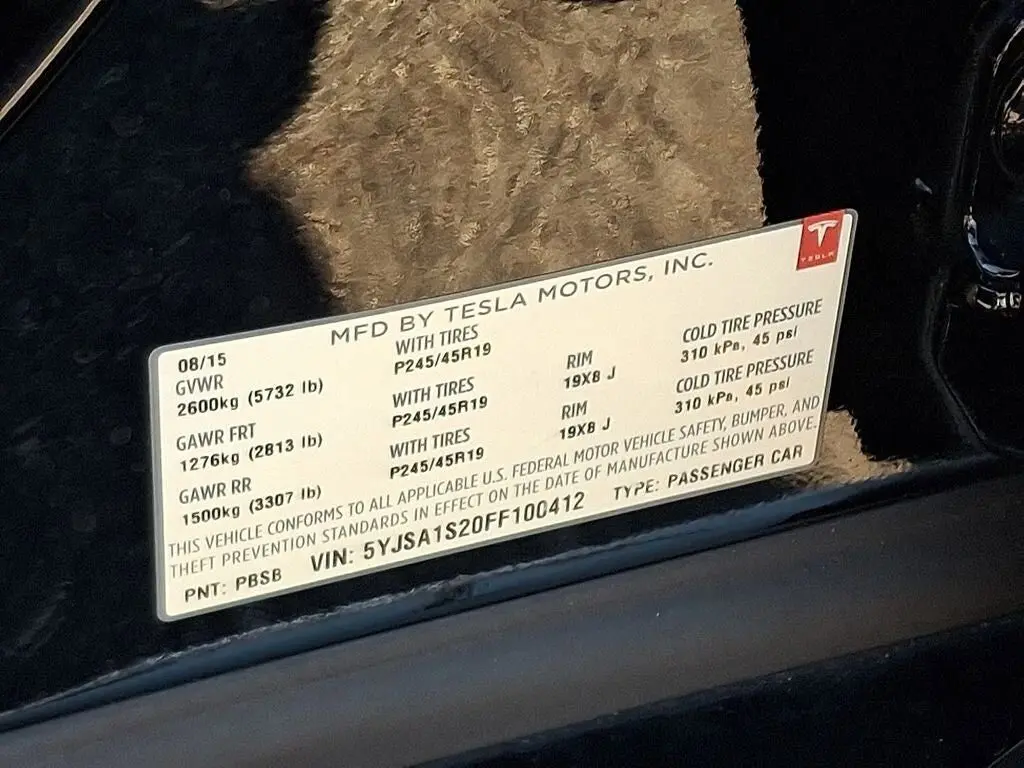 TESLA
MFD BY TESLA MOTORS, INC.
08/15
GVWR WITH TIRES COLD TIRE PRESSURE
2600kg (5732 lb) P245/45R19 RIM 310 kPa, 45 psi
GAWR FRT WITH TIRES 19X8 J COLD TIRE PRESSURE
1276kg (2813 lb) P245/45R19 RIM 310 kPa, 45 psi
GAWR RR WITH TIRES 19X8 J
1500kg (3307 lb) P245/45R19
THIS VEHICLE CONFORMS TO ALL APPLICABLE U.S. FEDERAL MOTOR VEHICLE SAFETY, BUMPER, AND
THEFT PREVENTION STANDARDS IN EFFECT ON THE DATE OF MANUFACTURE SHOWN ABOVE.
PNT: PBSB VIN: 5YJSA1S20FF100412 TYPE: PASSENGER CAR